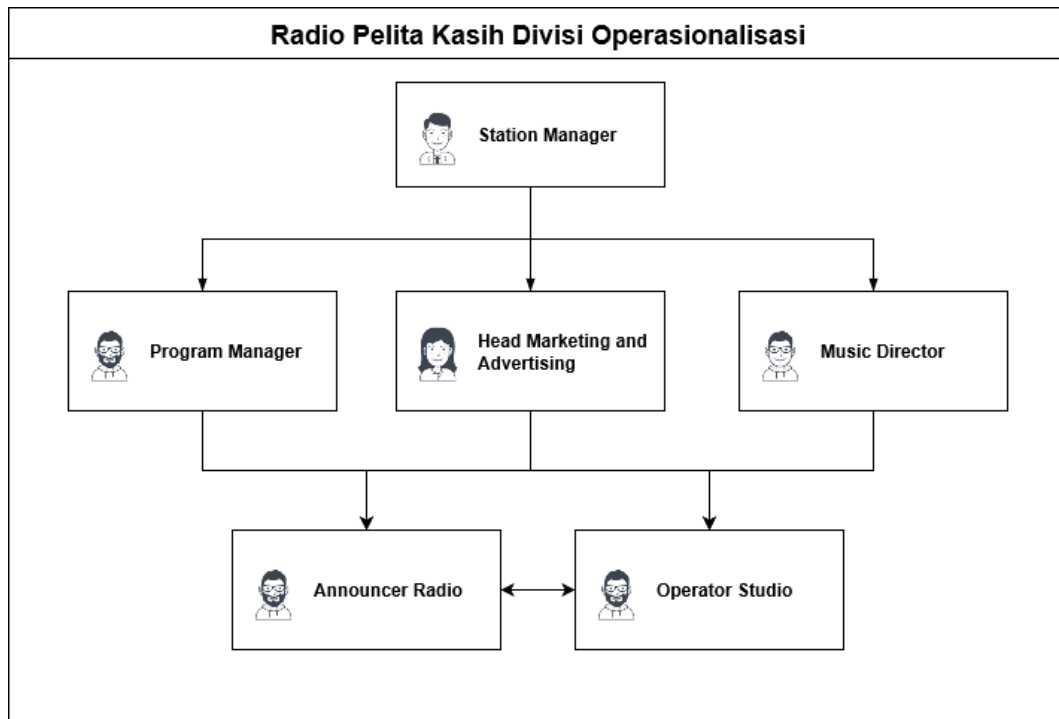 Radio Pelita Kasih Divisi Operasionalisasi
Station Manager
Program Manager
Head Marketing and
Advertising
Music Director
Announcer Radio
Operator Studio